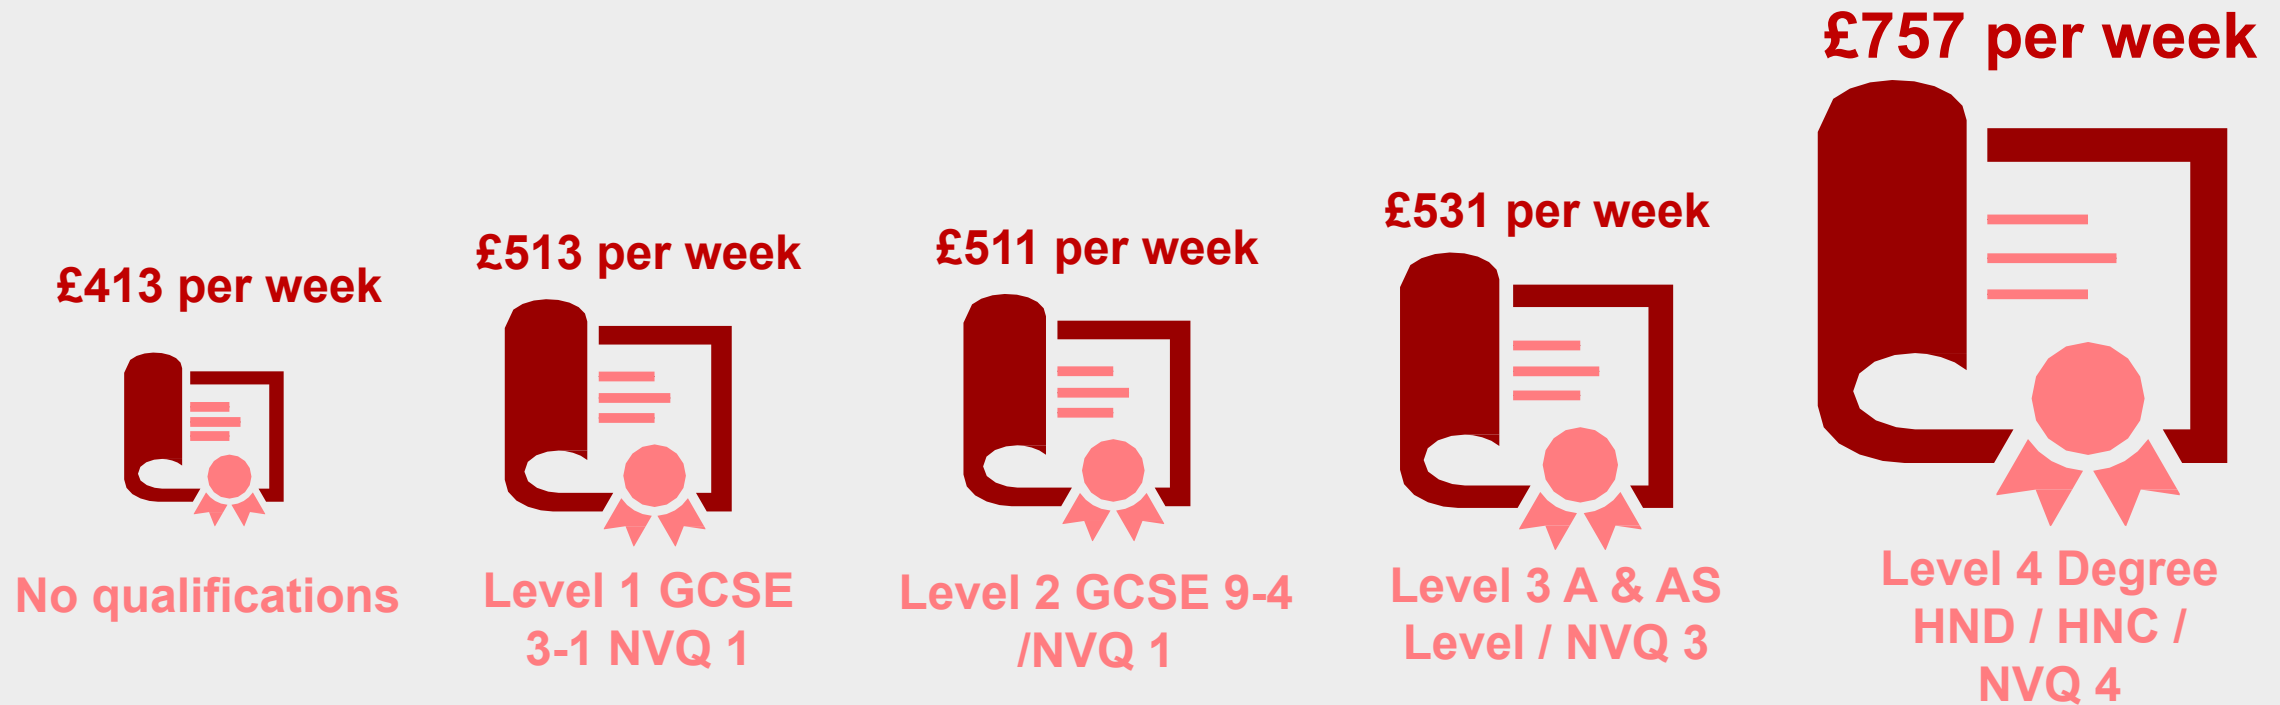 £413 per week
No qualifications
£513 per week
Level 1 GCSE
3-1 NVQ 1
£511 per week
Level 2 GCSE 9-4
/NVQ 1
£531 per week
Level 3 A & AS
Level / NVQ 3
£757 per week
Level 4 Degree
HND / HNC /
NVQ 4